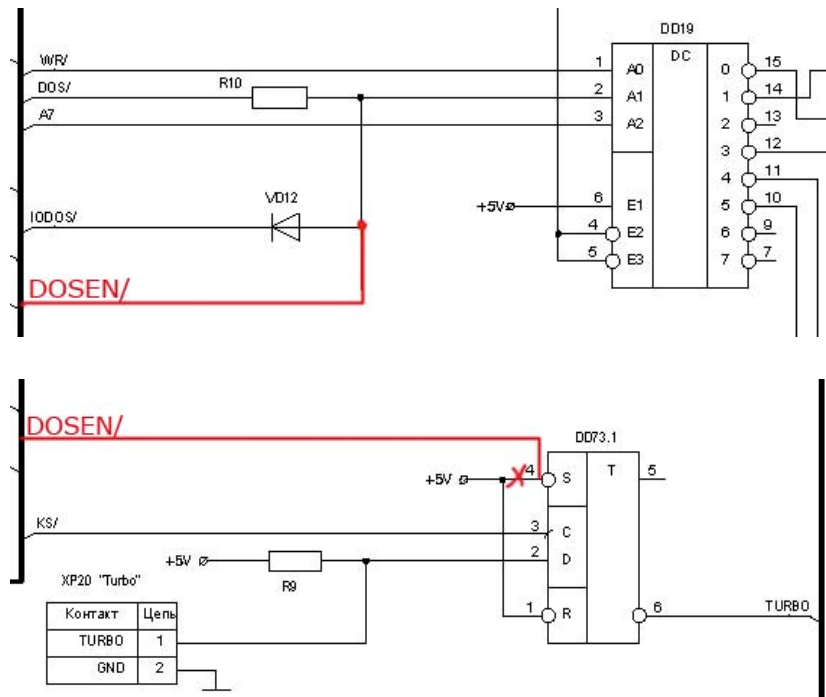 DD19
WR/ 1 A0 DC 0 15
DOS/ R10 2 A1 1 14
A7 3 A2 2 13
3 12
4 11
VD12 +5V 6 E1 5 10
IODOS/ 4 E2 6 9
5 E3 7 7
DOSEN/
DOSEN/
DD73.1
+5V X 4 S T 5
KS/ 3 C
+5V 2 D
R9
XP20 "Turbo"
Контакт Цепь 1 R 6 TURBO
TURBO 1
GND 2